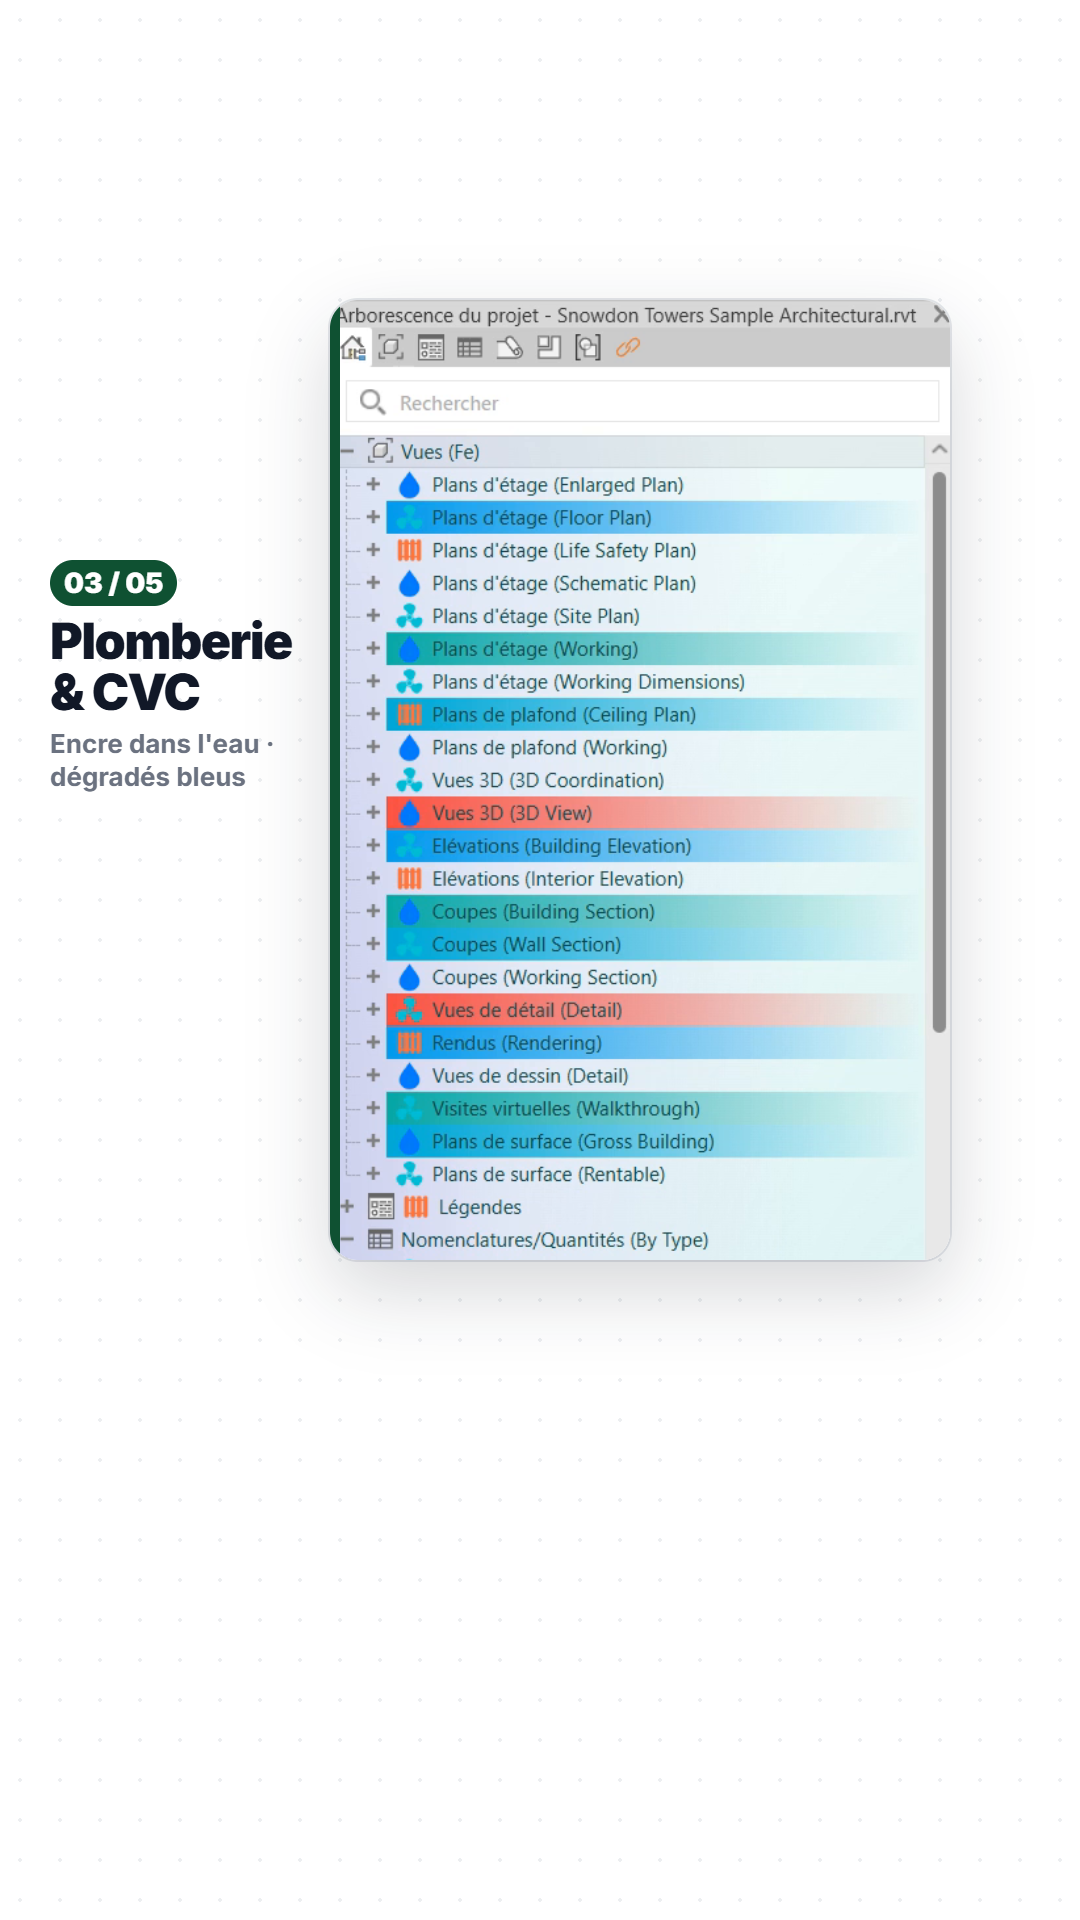 Arborescence du projet - Snowdon Towers Sample Architectural.rvt
Rechercher
Vues (Fe)
Plans d'étage (Enlarged Plan)
Plans d'étage (Floor Plan)
Plans d'étage (Life Safety Plan)
Plans d'étage (Schematic Plan)
Plans d'étage (Site Plan)
Plans d'étage (Working)
Plans d'étage (Working Dimensions)
Plans de plafond (Ceiling Plan)
Plans de plafond (Working)
Vues 3D (3D Coordination)
Vues 3D (3D View)
Elévations (Building Elevation)
Elévations (Interior Elevation)
Coupes (Building Section)
Coupes (Wall Section)
Coupes (Working Section)
Vues de détail (Detail)
Rendus (Rendering)
Vues de dessin (Detail)
Visites virtuelles (Walkthrough)
Plans de surface (Gross Building)
Plans de surface (Rentable)
Légendes
Nomenclatures/Quantités (By Type)
03 / 05
Plomberie
& CVC
Encre dans l'eau ·
dégradés bleus